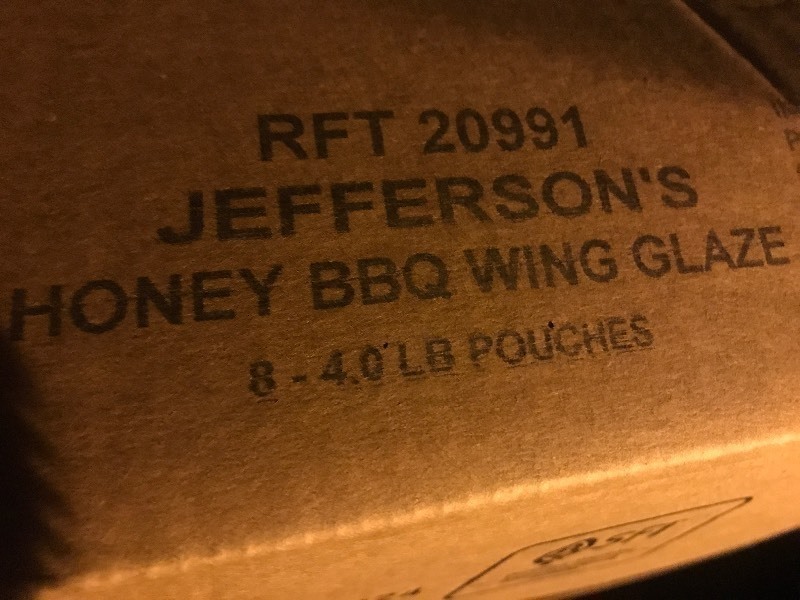 RFT 20991
JEFFERSON'S
HONEY BBQ WING GLAZE
8 - 4.0 LB POUCHES